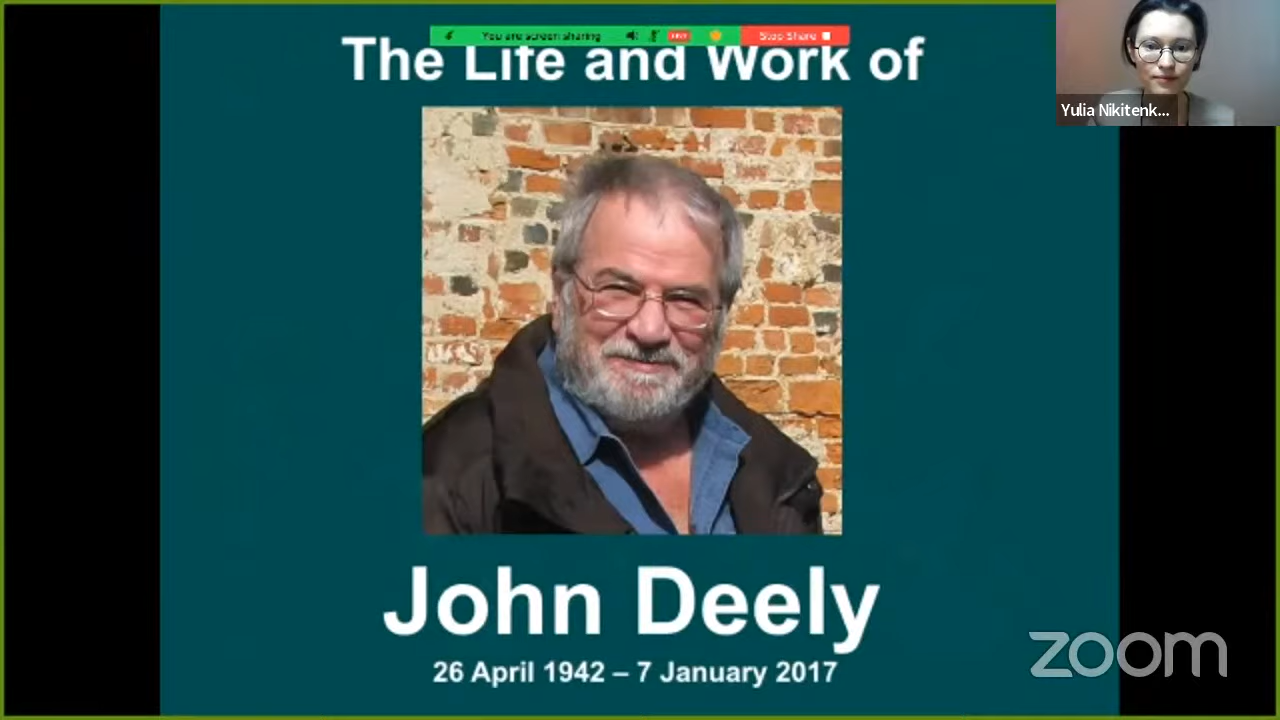 You are screen sharing
LIVE
Stop Share
The Life and Work of
Yulia Nikitenk...
John Deely
26 April 1942 – 7 January 2017
zoom